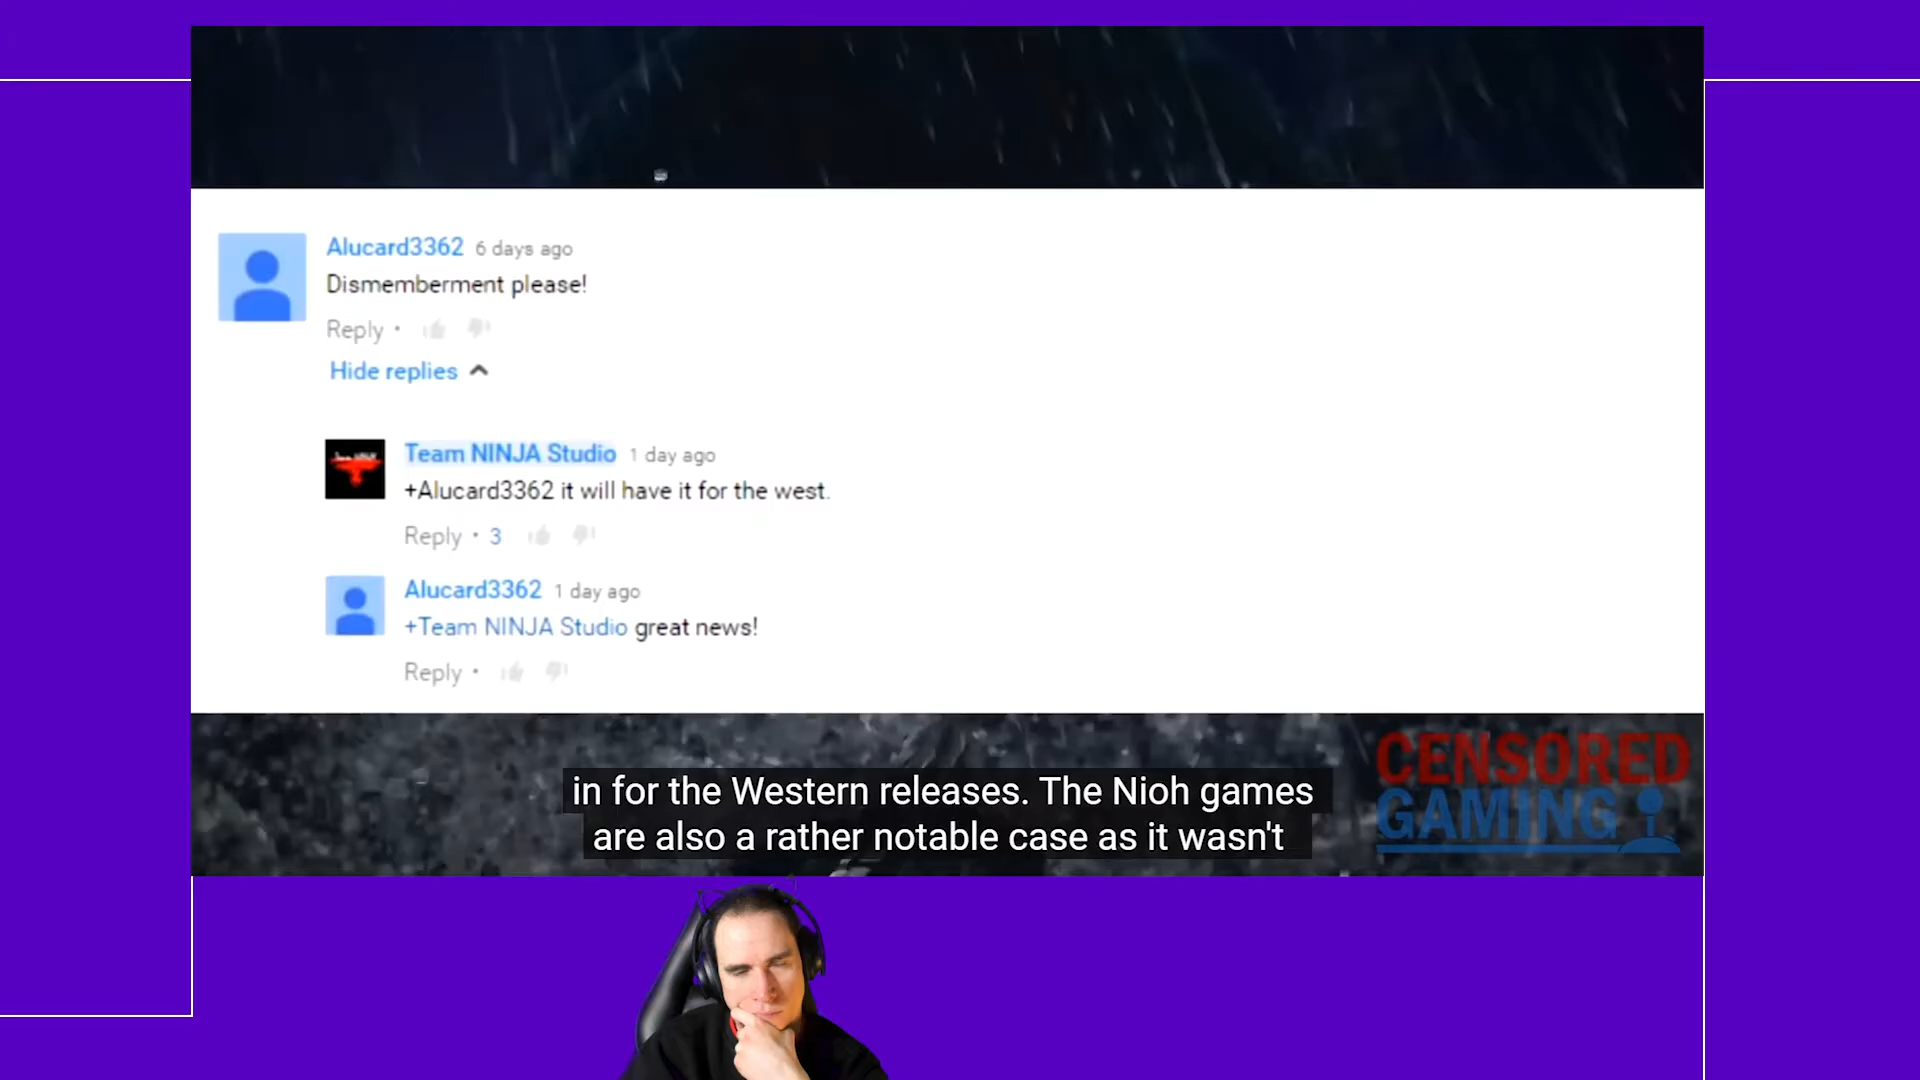 Alucard3362 6 days ago
Dismemberment please!
Reply •
Hide replies
Team NINJA Studio 1 day ago
+Alucard3362 it will have it for the west.
Reply • 3
Alucard3362 1 day ago
+Team NINJA Studio great news!
Reply •
CENSORED
GAMING
in for the Western releases. The Nioh games
are also a rather notable case as it wasn't